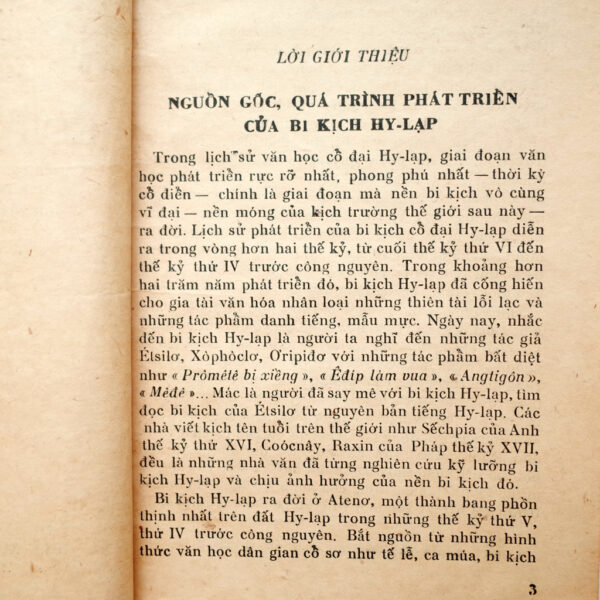 LỜI GIỚI THIỆU
NGUỒN GỐC, QUÁ TRÌNH PHÁT TRIỂN
CỦA BI KỊCH HY-LẠP
Trong lịch sử văn học cổ đại Hy-lạp, giai đoạn văn
học phát triển rực rỡ nhất, phong phú nhất — thời kỳ
cổ điển — chính là giai đoạn mà nền bi kịch vô cùng
vĩ đại — nền móng của kịch trường thế giới sau này —
ra đời. Lịch sử phát triển của bi kịch cổ đại Hy-lạp diễn
ra trong vòng hơn hai thế kỷ, từ cuối thế kỷ thứ VI đến
thế kỷ thứ IV trước công nguyên. Trong khoảng hơn
hai trăm năm phát triển đó, bi kịch Hy-lạp đã cống hiến
cho gia tài văn hóa nhân loại những thiên tài lỗi lạc và
những tác phẩm danh tiếng, mẫu mực. Ngày nay, nhắc
đến bi kịch Hy-lạp là người ta nghĩ đến những tác giả
Étsilơ, Xôphôclơ, Ơripiđơ với những tác phẩm bất diệt
như « Prômêtê bị xiềng », « Êđíp làm vua », « Angtigôn »,
« Mêđê »... Mác là người đã say mê với bi kịch Hy-lạp, tìm
đọc bi kịch của Étsilơ từ nguyên bản tiếng Hy-lạp. Các
nhà viết kịch tên tuổi trên thế giới như Sếchpia của Anh
thế kỷ thứ XVI, Coócnây, Raxin của Pháp thế kỷ XVII,
đều là những nhà văn đã từng nghiên cứu kỹ lưỡng bi
kịch Hy-lạp và chịu ảnh hưởng của nền bi kịch đó.
Bi kịch Hy-lạp ra đời ở Atenơ, một thành bang phồn
thịnh nhất trên đất Hy-lạp trong những thế kỷ thứ V,
thứ IV trước công nguyên. Bắt nguồn từ những hình
thức văn học dân gian cổ sơ như tế lễ, ca múa, bi kịch
3